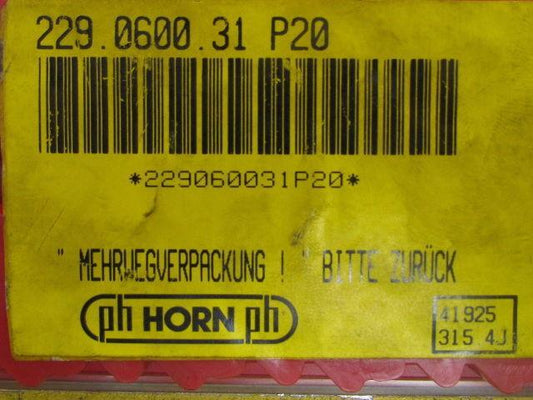 229.0600.31 P20
*229060031P20*
" MEHRWEGVERPACKUNG ! " BITTE ZURÜCK
ph HORN ph
41925
315 4J